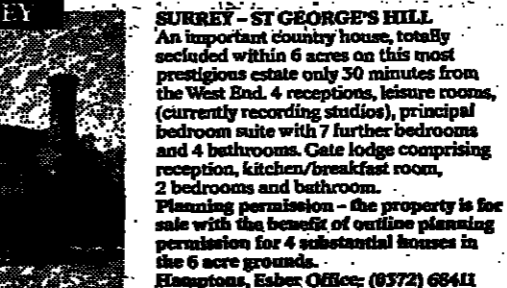 EY
SURREY – ST GEORGE'S HILL
An important country house, totally
secluded within 6 acres on this most
prestigious estate only 30 minutes from
the West End. 4 receptions, leisure rooms,
(currently recording studios), principal
bedroom suite with 7 further bedrooms
and 4 bathrooms. Gate lodge comprising
reception, kitchen/breakfast room,
2 bedrooms and bathroom.
Planning permission – the property is for
sale with the benefit of outline planning
permission for 4 substantial houses in
the 6 acre grounds.
Hamptons, Esher Office: (0372) 68411